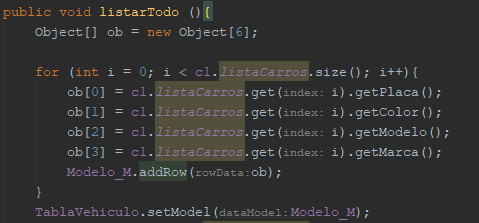 public void listarTodo (){
Object[] ob = new Object[6];
for (int i = 0; i < cl.listaCarros.size(); i++){
ob[0] = cl.listaCarros.get(index: i).getPlaca();
ob[1] = cl.listaCarros.get(index: i).getColor();
ob[2] = cl.listaCarros.get(index: i).getModelo();
ob[3] = cl.listaCarros.get(index: i).getMarca();
Modelo_M.addRow(rowData:ob);
}
TablaVehiculo.setModel(dataModel:Modelo_M);